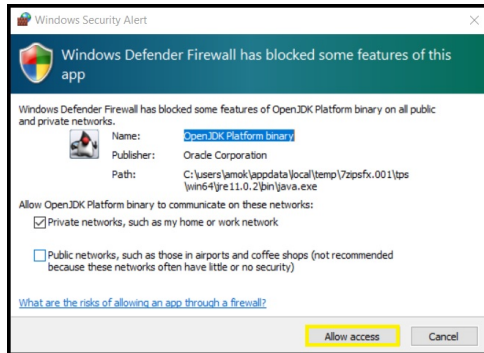 Windows Security Alert
Windows Defender Firewall has blocked some features of this
app
Windows Defender Firewall has blocked some features of OpenJDK Platform binary on all public
and private networks.
Name: OpenJDK Platform binary
Publisher: Oracle Corporation
Path: C:\users\amok\appdata\local\temp\7zipsfx.001\tps
\win64\jre11.0.2\bin\java.exe
Allow OpenJDK Platform binary to communicate on these networks:
Private networks, such as my home or work network
Public networks, such as those in airports and coffee shops (not recommended
because these networks often have little or no security)
What are the risks of allowing an app through a firewall?
Allow access Cancel